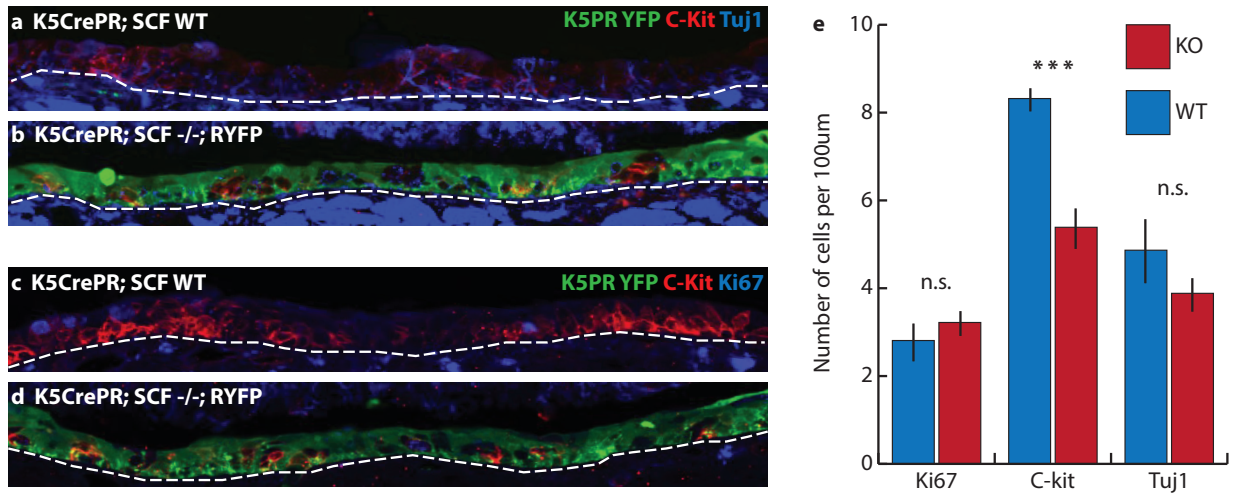 a K5CrePR; SCF WT
K5PR YFP C-Kit Tuj1
b K5CrePR; SCF -/-; RYFP
c K5CrePR; SCF WT
K5PR YFP C-Kit Ki67
d K5CrePR; SCF -/-; RYFP
e
Number of cells per 100um
10
8
6
4
2
0
KO
WT
***
n.s.
n.s.
Ki67
C-kit
Tuj1